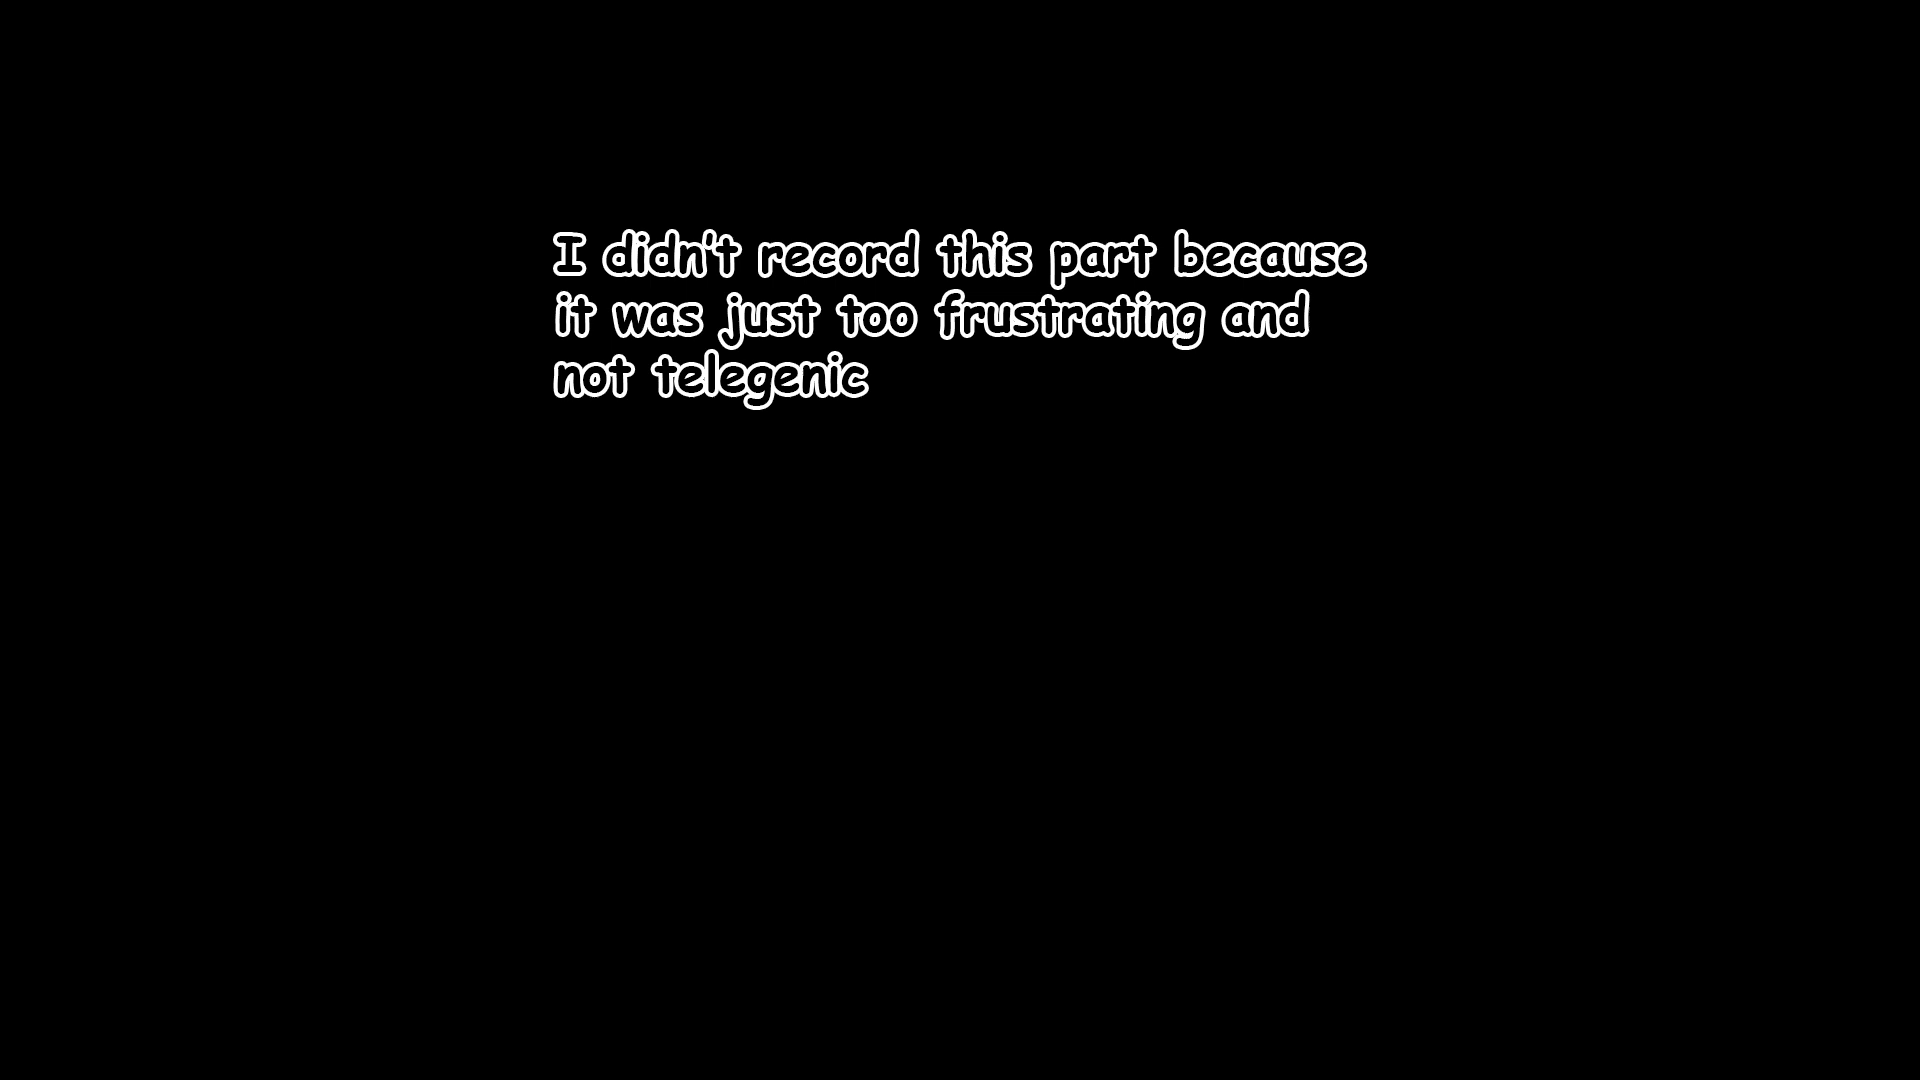 I didn't record this part because
it was just too frustrating and
not telegenic